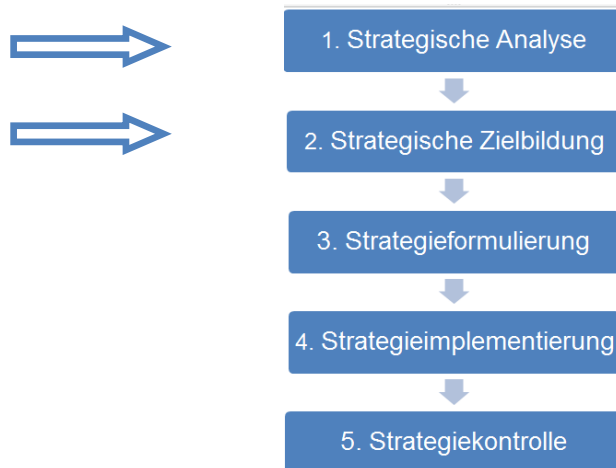 1. Strategische Analyse
2. Strategische Zielbildung
3. Strategieformulierung
4. Strategieimplementierung
5. Strategiekontrolle